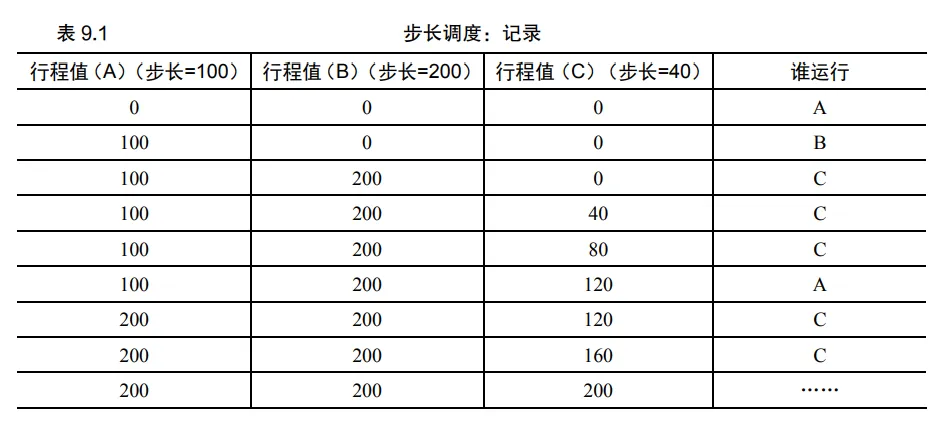 表 9.1 步长调度：记录
行程值（A）（步长=100） 行程值（B）（步长=200） 行程值（C）（步长=40） 谁运行
0 0 0 A
100 0 0 B
100 200 0 C
100 200 40 C
100 200 80 C
100 200 120 A
200 200 120 C
200 200 160 C
200 200 200 ……